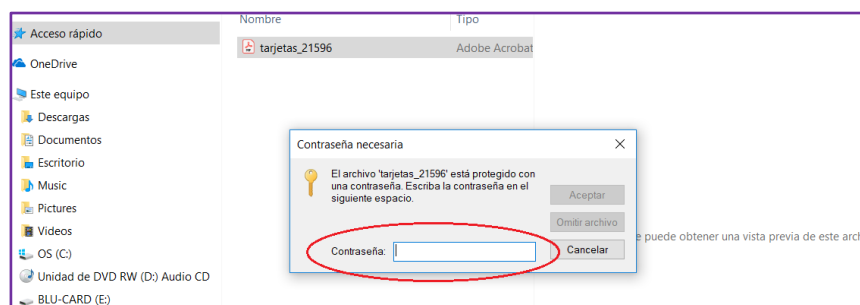 Nombre Tipo
Acceso rápido
tarjetas_21596 Adobe Acrobat
OneDrive
Este equipo
Descargas
Documentos
Escritorio
Music
Pictures
Videos
OS (C:)
Unidad de DVD RW (D:) Audio CD
BLU-CARD (E:)
Contraseña necesaria
El archivo 'tarjetas_21596' está protegido con
una contraseña. Escriba la contraseña en el
siguiente espacio.
Aceptar
Omitir archivo
Contraseña:
Cancelar
puede obtener una vista previa de este